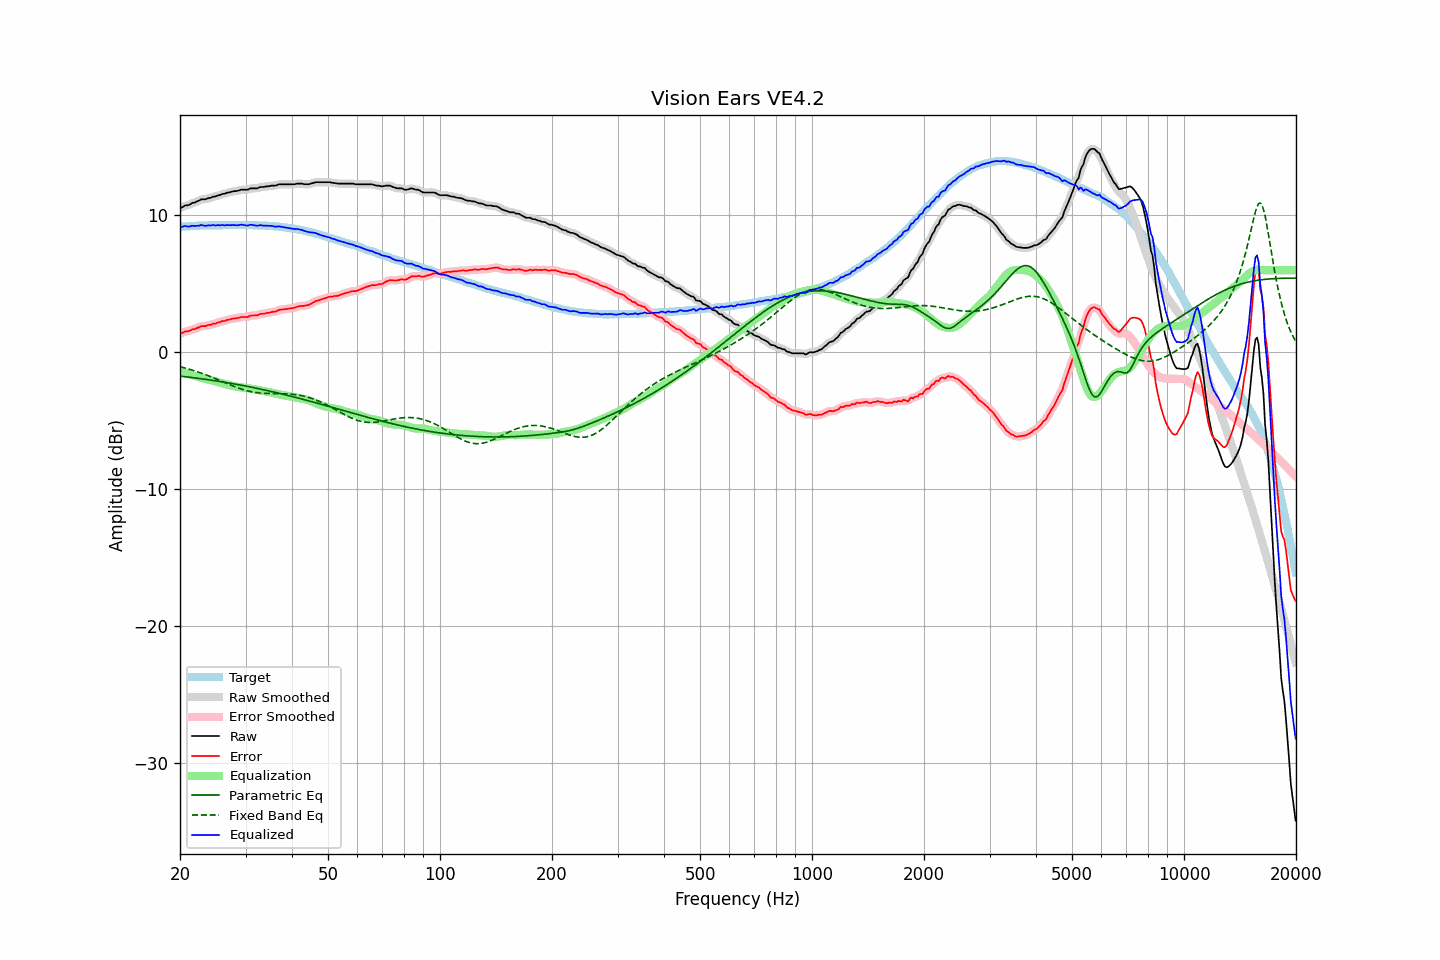 Vision Ears VE4.2
Amplitude (dBr)
10
0
−10
−20
−30
Target
Raw Smoothed
Error Smoothed
Raw
Error
Equalization
Parametric Eq
Fixed Band Eq
Equalized
20
50
100
200
500
1000
2000
5000
10000
20000
Frequency (Hz)